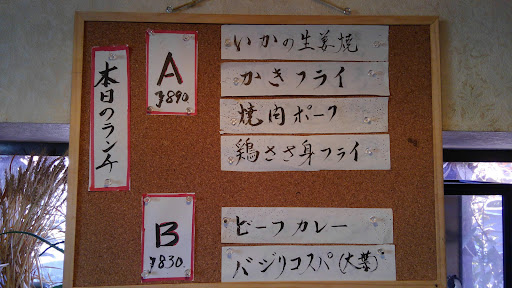 本日のランチ
A
¥890
いかの生姜焼
かきフライ
焼肉ポーク
鶏ささ身フライ
B
¥830
ビーフカレー
バジリコスパ(大葉)